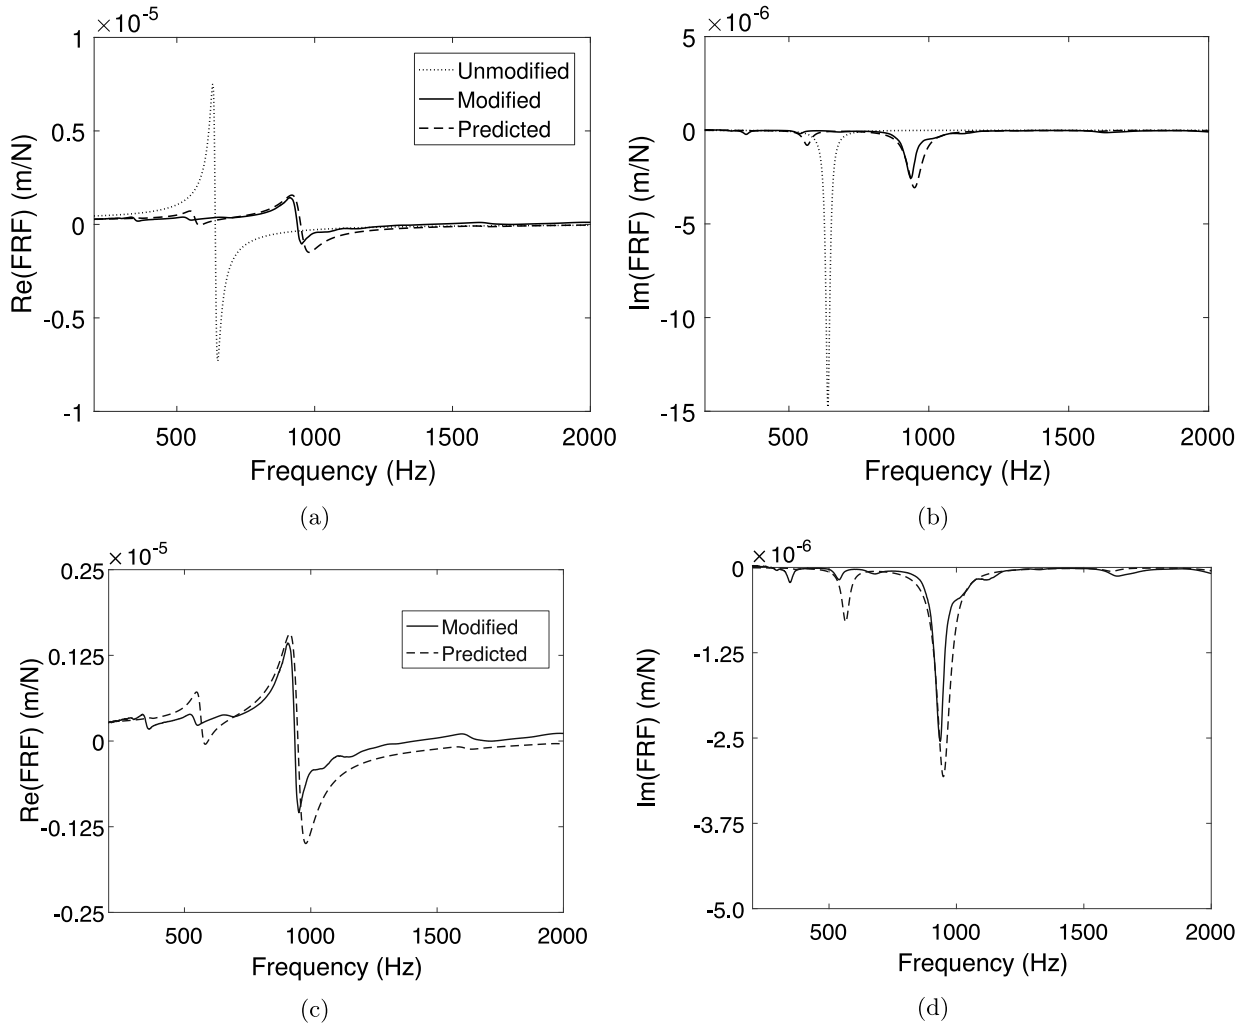 ×10-5
1
0.5
0
-0.5
-1
Re(FRF) (m/N)
Unmodified
Modified
Predicted
500 1000 1500 2000
Frequency (Hz)
(a)
×10-6
5
0
-5
-10
-15
Im(FRF) (m/N)
500 1000 1500 2000
Frequency (Hz)
(b)
×10-5
0.25
0.125
0
-0.125
-0.25
Re(FRF) (m/N)
Modified
Predicted
500 1000 1500 2000
Frequency (Hz)
(c)
×10-6
0
-1.25
-2.5
-3.75
-5.0
Im(FRF) (m/N)
500 1000 1500 2000
Frequency (Hz)
(d)